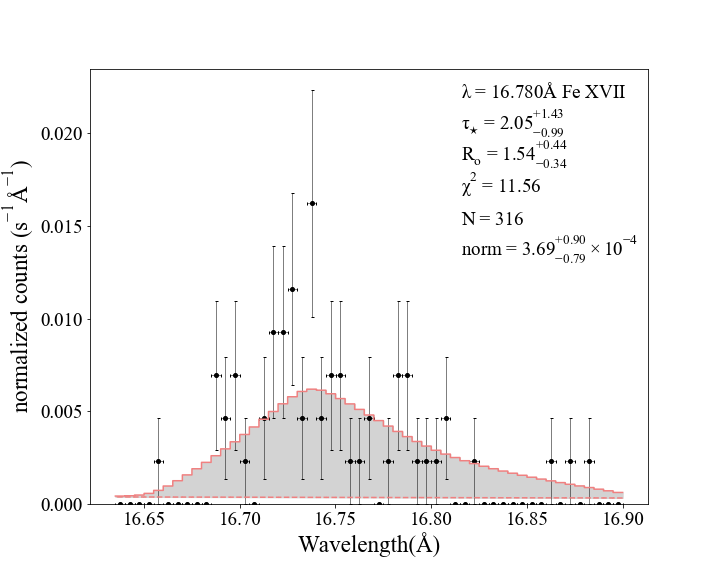 λ = 16.780Å Fe XVII
τ⋆ = 2.05 +1.43 −0.99
Ro = 1.54 +0.44 −0.34
χ² = 11.56
N = 316
norm = 3.69 +0.90 −0.79 × 10⁻⁴
normalized counts (s⁻¹ Å⁻¹)
0.020
0.015
0.010
0.005
0.000
16.65 16.70 16.75 16.80 16.85 16.90
Wavelength(Å)